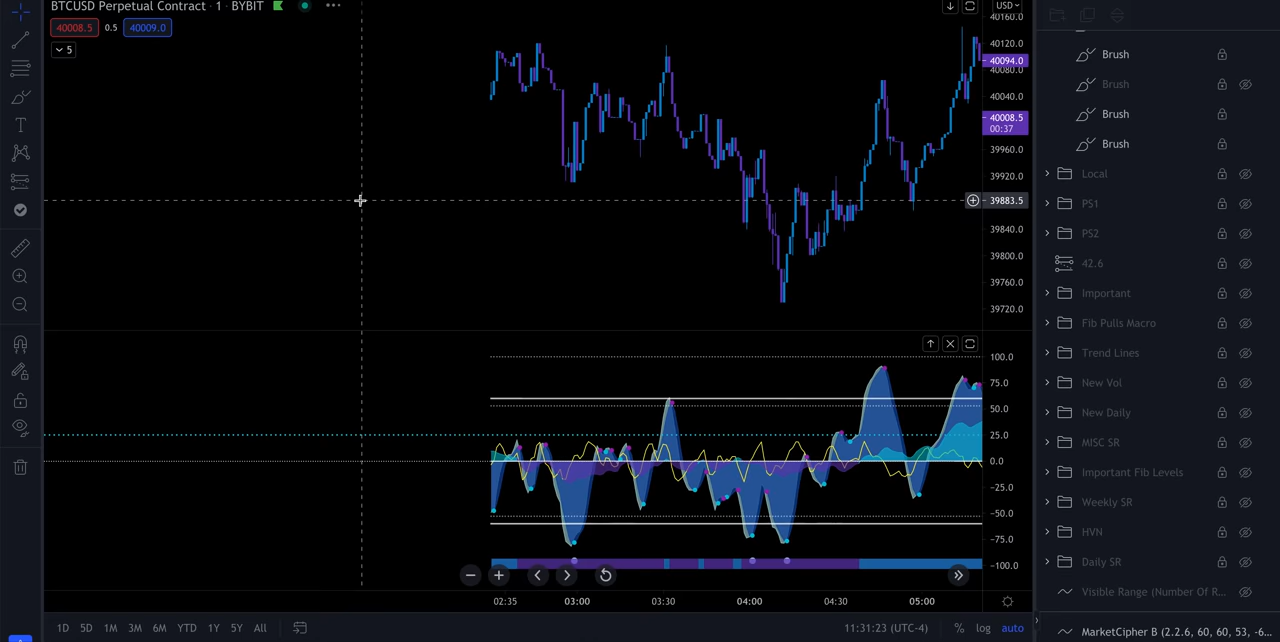 BTCUSD Perpetual Contract · 1 · BYBIT
USD
40008.5 0.5 40009.0
5
40160.0
40120.0
40094.0
40080.0
40040.0
40008.5
00:37
39960.0
39920.0
39883.5
39840.0
39800.0
39760.0
39720.0
100.0
75.0
50.0
25.0
0.0
−25.0
−50.0
−75.0
−100.0
02:35 03:00 03:30 04:00 04:30 05:00
1D 5D 1M 3M 6M YTD 1Y 5Y All
11:31:23 (UTC-4) % log auto
Brush
Brush
Brush
Brush
Local
PS1
PS2
42.6
Important
Fib Pulls Macro
Trend Lines
New Vol
New Daily
MISC SR
Important Fib Levels
Weekly SR
HVN
Daily SR
Visible Range (Number Of R...
MarketCipher B (2.2.6, 60, 60, 53, -6...